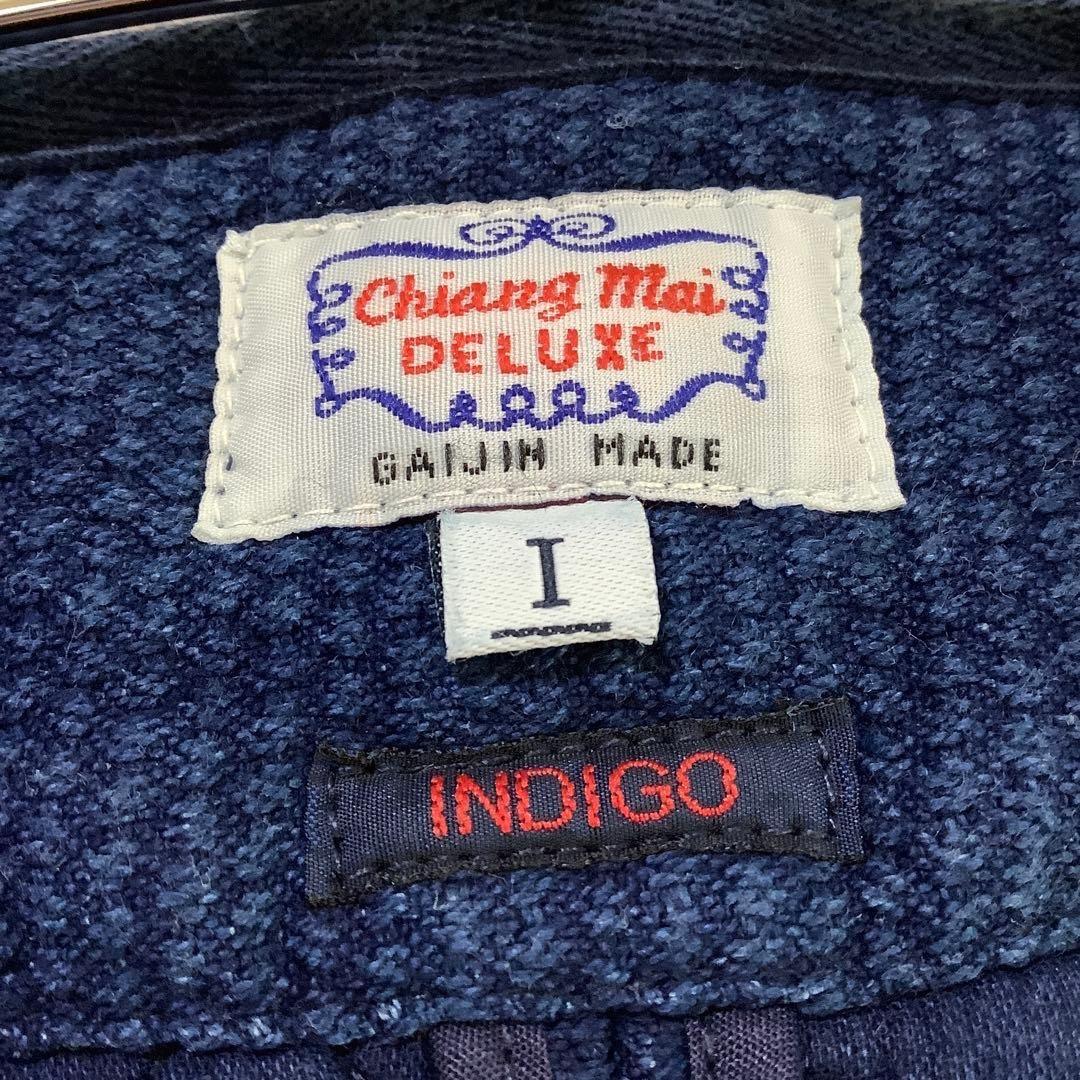 Chiang Mai
DELUXE
GAIJIN MADE
I
INDIGO